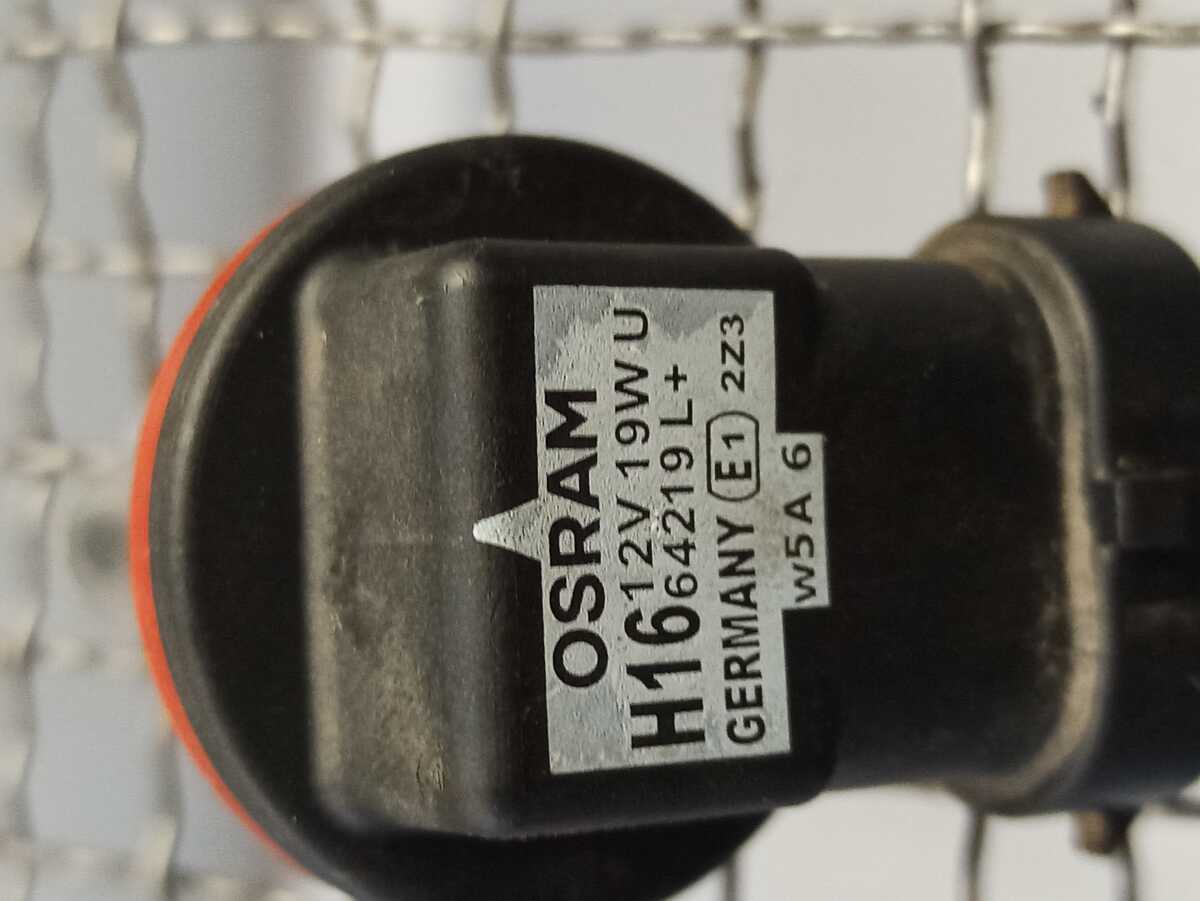 OSRAM
H16 12V 19W U
64219 L+
GERMANY E1 2Z3
W5A 6